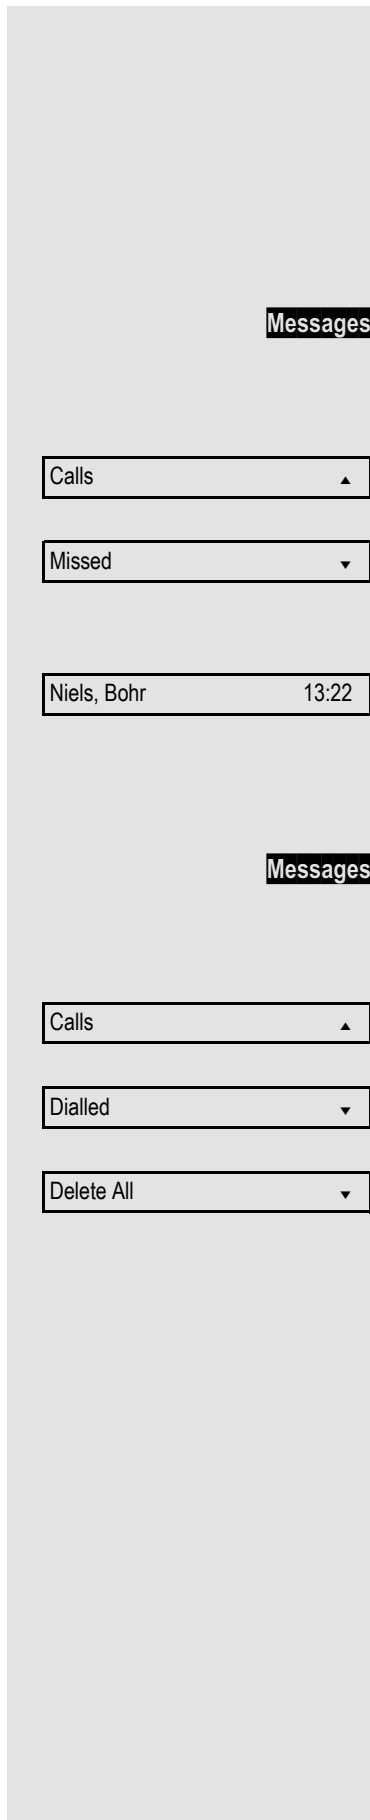 Messages
Calls ▲
Missed ▼
Niels, Bohr 13:22
Messages
Calls ▲
Dialled ▼
Delete All ▼